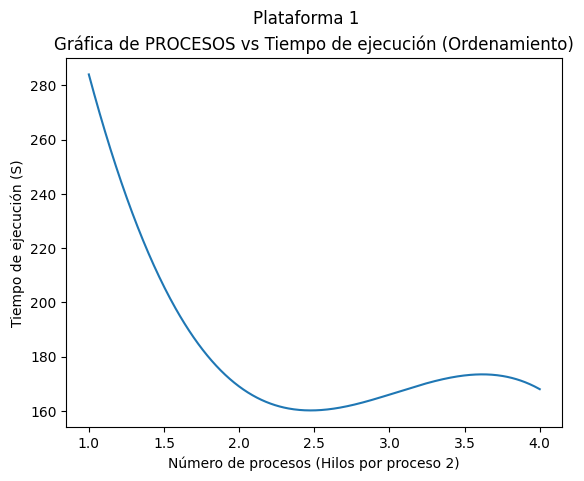 Plataforma 1
Gráfica de PROCESOS vs Tiempo de ejecución (Ordenamiento)
280
260
240
220
200
180
160
Tiempo de ejecución (S)
1.0 1.5 2.0 2.5 3.0 3.5 4.0
Número de procesos (Hilos por proceso 2)